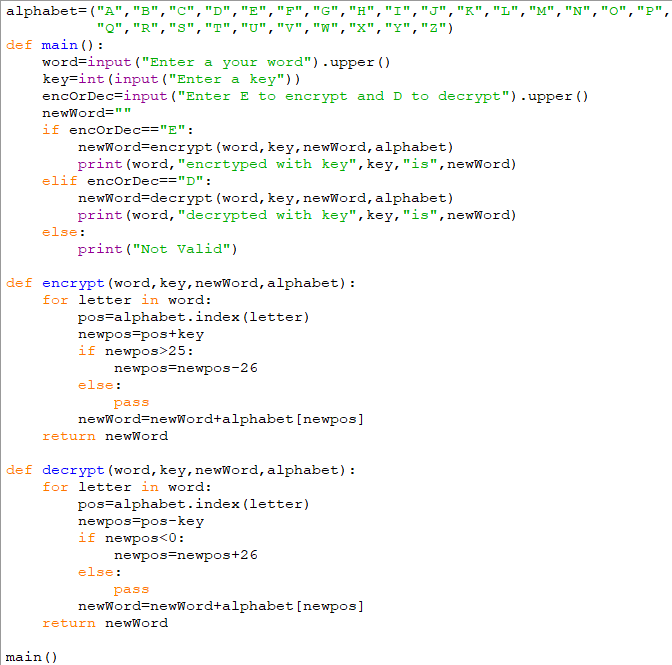 alphabet=("A","B","C","D","E","F","G","H","I","J","K","L","M","N","O","P",
"Q","R","S","T","U","V","W","X","Y","Z")
def main():
    word=input("Enter a your word").upper()
    key=int(input("Enter a key"))
    encOrDec=input("Enter E to encrypt and D to decrypt").upper()
    newWord=""
    if encOrDec=="E":
        newWord=encrypt(word,key,newWord,alphabet)
        print(word,"encrtyped with key",key,"is",newWord)
    elif encOrDec=="D":
        newWord=decrypt(word,key,newWord,alphabet)
        print(word,"decrypted with key",key,"is",newWord)
    else:
        print("Not Valid")

def encrypt(word,key,newWord,alphabet):
    for letter in word:
        pos=alphabet.index(letter)
        newpos=pos+key
        if newpos>25:
            newpos=newpos-26
        else:
            pass
        newWord=newWord+alphabet[newpos]
    return newWord

def decrypt(word,key,newWord,alphabet):
    for letter in word:
        pos=alphabet.index(letter)
        newpos=pos-key
        if newpos<0:
            newpos=newpos+26
        else:
            pass
        newWord=newWord+alphabet[newpos]
    return newWord

main()